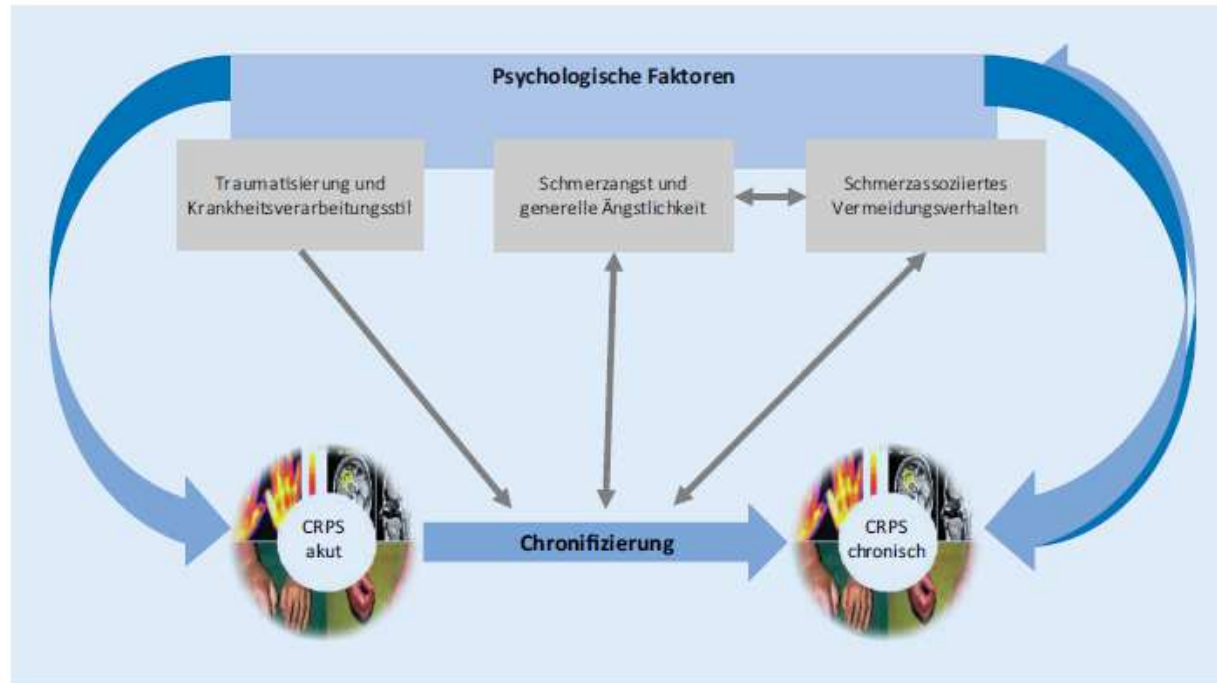 Psychologische Faktoren
Traumatisierung und
Krankheitsverarbeitungsstil
Schmerzangst und
generelle Ängstlichkeit
Schmerzassoziiertes
Vermeidungsverhalten
CRPS
akut
Chronifizierung
CRPS
chronisch